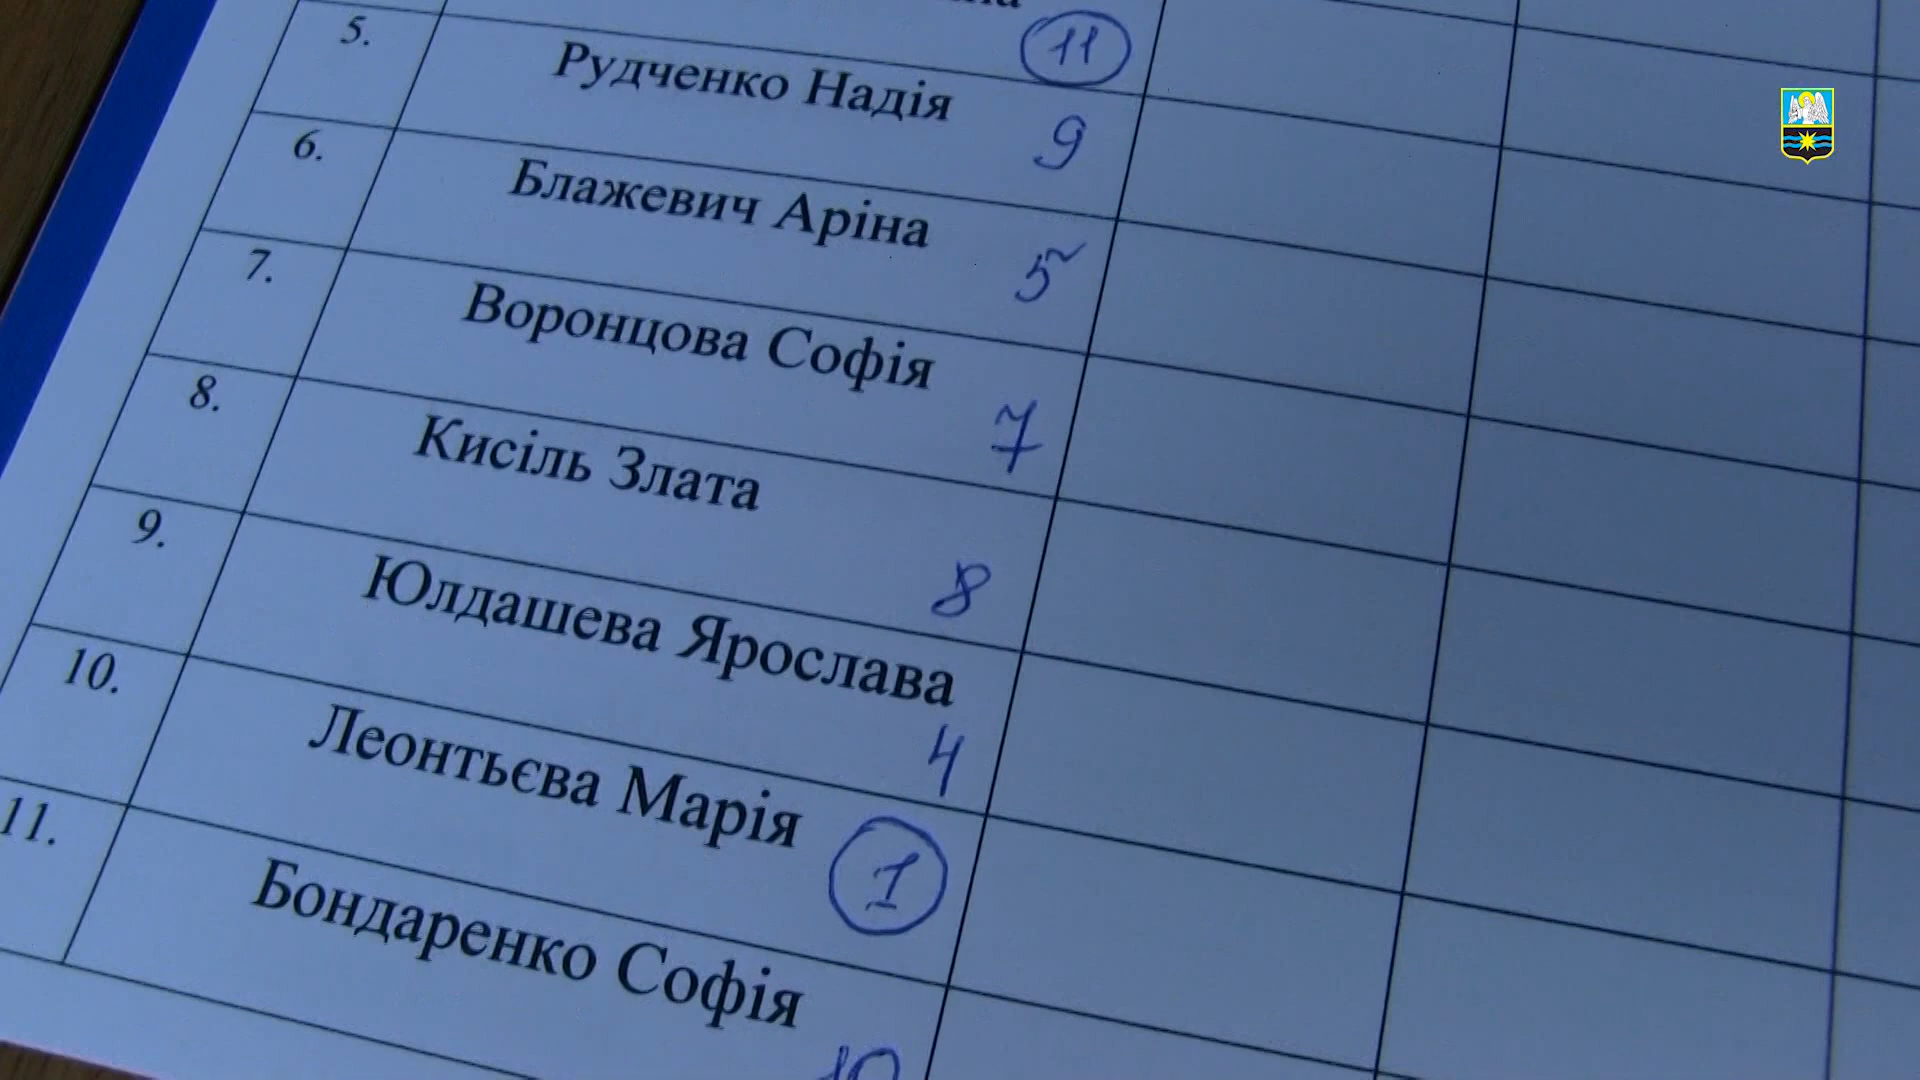 11
5. Рудченко Надія 9
6. Блажевич Аріна 5
7. Воронцова Софія 7
8. Кисіль Злата 8
9. Юлдашева Ярослава 4
10. Леонтьєва Марія 1
11. Бондаренко Софія 10